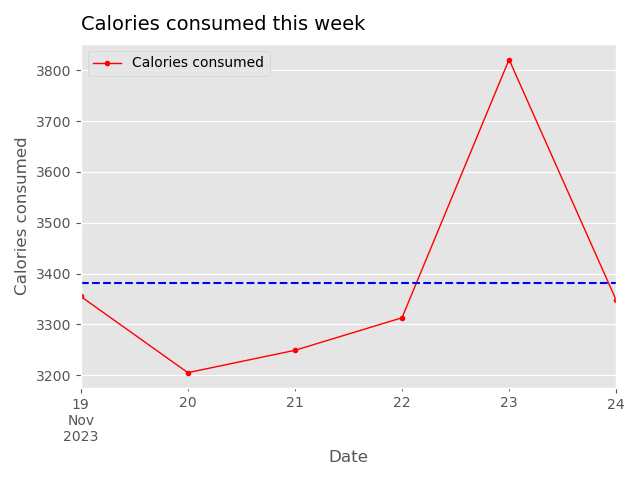 Calories consumed this week
Calories consumed
3800
3700
3600
3500
3400
3300
3200
Calories consumed
19 20 21 22 23 24
Nov
2023
Date